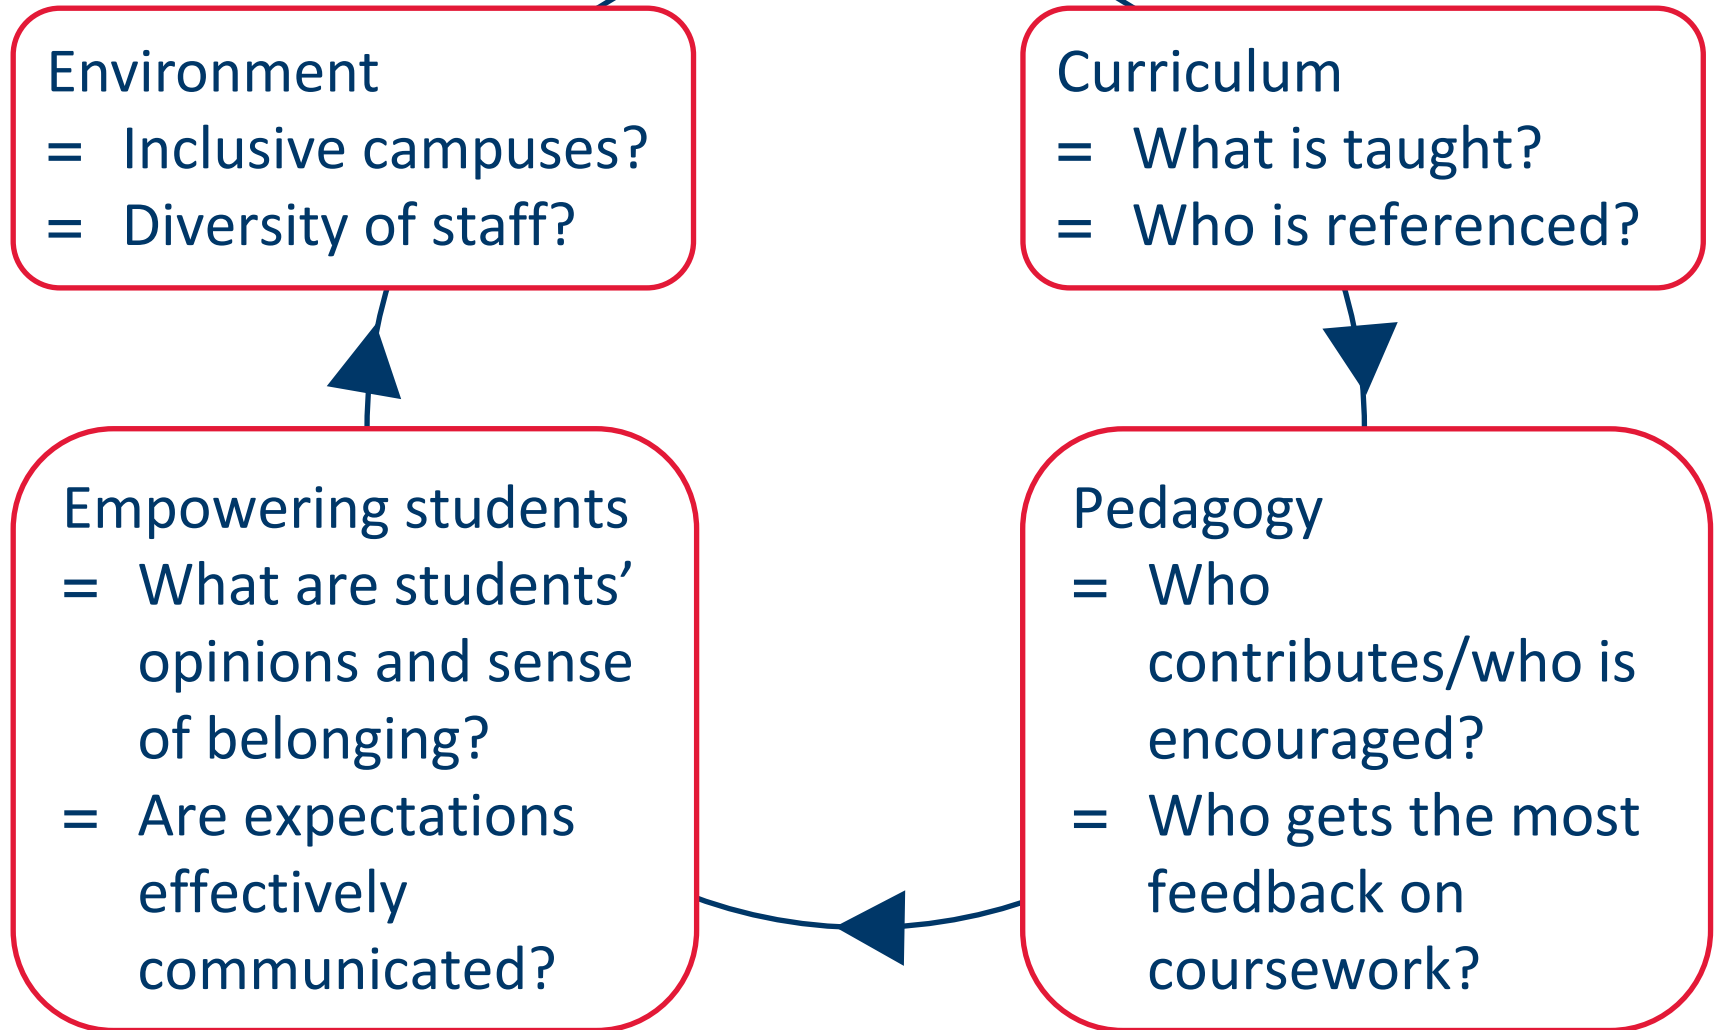 Environment
= Inclusive campuses?
= Diversity of staff?
Curriculum
= What is taught?
= Who is referenced?
Empowering students
= What are students’
opinions and sense
of belonging?
= Are expectations
effectively
communicated?
Pedagogy
= Who
contributes/who is
encouraged?
= Who gets the most
feedback on
coursework?